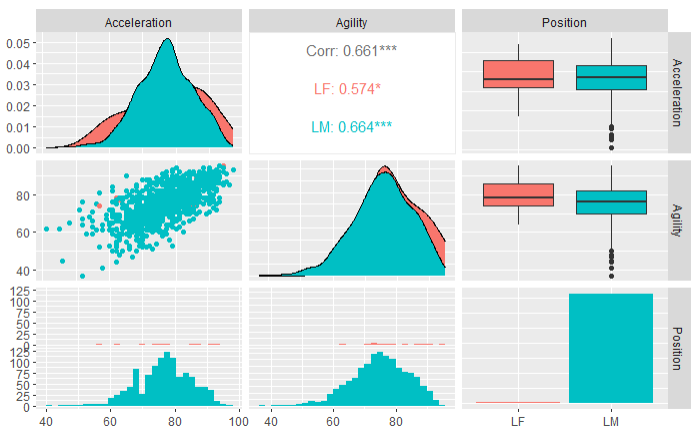 Acceleration Agility Position
0.05
0.04
0.03
0.02
0.01
0.00
Corr: 0.661***
LF: 0.574*
LM: 0.664***
Acceleration
80
60
40
Agility
125
100
75
50
25
0
125
100
75
50
25
0
Position
40 60 80 100 40 60 80 LF LM